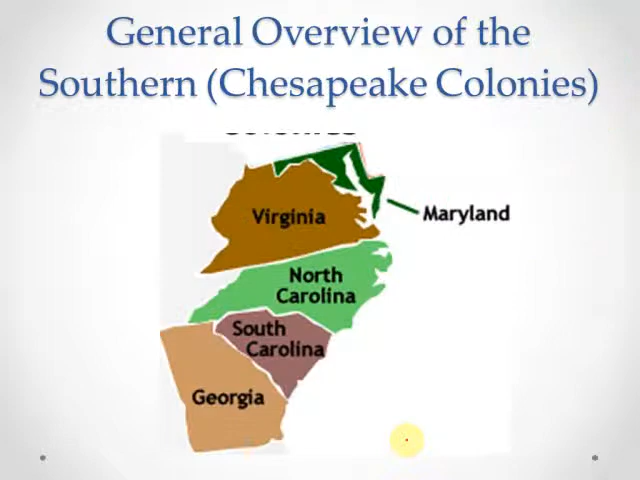 General Overview of the
Southern (Chesapeake Colonies)
Virginia
Maryland
North
Carolina
South
Carolina
Georgia